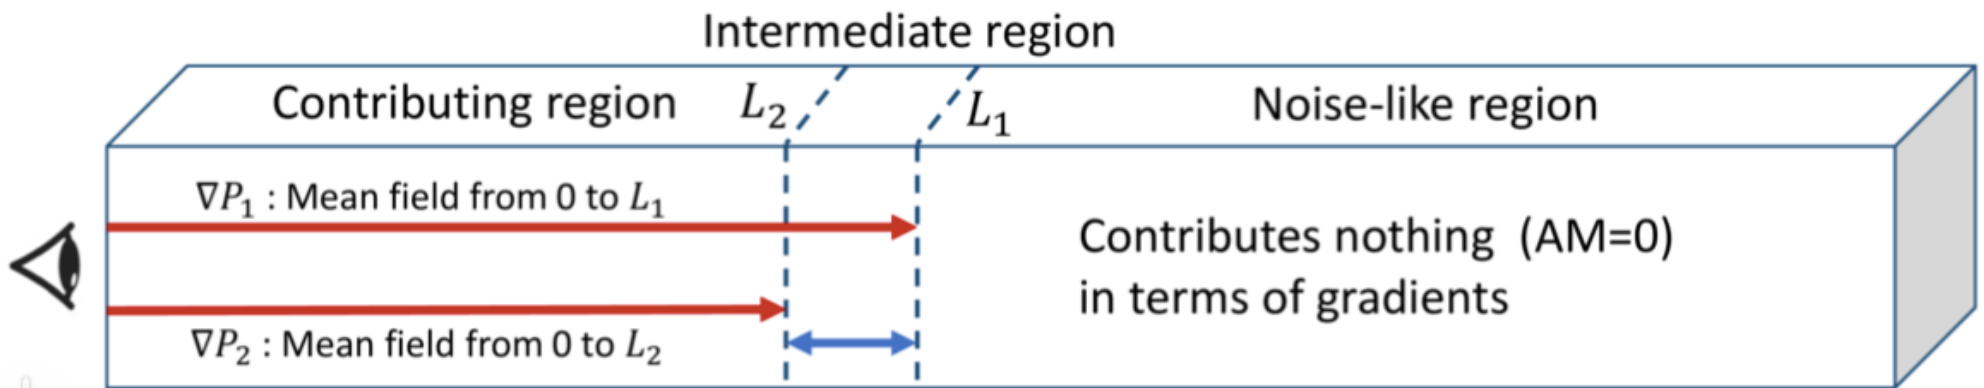 Intermediate region
Contributing region
L₂
L₁
Noise-like region
∇P₁ : Mean field from 0 to L₁
Contributes nothing (AM=0)
in terms of gradients
∇P₂ : Mean field from 0 to L₂